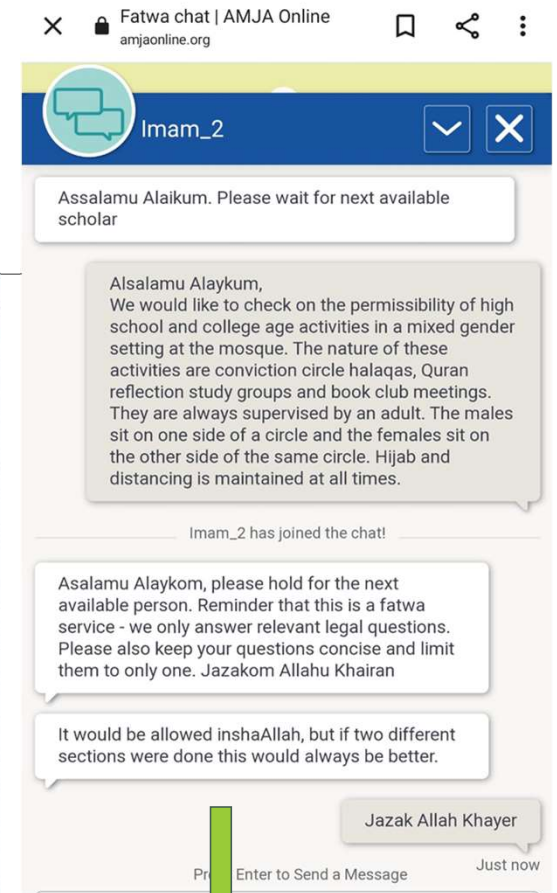 Fatwa chat | AMJA Online
amjaonline.org
Imam_2
Assalamu Alaikum. Please wait for next available
scholar
Alsalamu Alaykum,
We would like to check on the permissibility of high
school and college age activities in a mixed gender
setting at the mosque. The nature of these
activities are conviction circle halaqas, Quran
reflection study groups and book club meetings.
They are always supervised by an adult. The males
sit on one side of a circle and the females sit on
the other side of the same circle. Hijab and
distancing is maintained at all times.
Imam_2 has joined the chat!
Asalamu Alaykom, please hold for the next
available person. Reminder that this is a fatwa
service - we only answer relevant legal questions.
Please also keep your questions concise and limit
them to only one. Jazakom Allahu Khairan
It would be allowed inshaAllah, but if two different
sections were done this would always be better.
Jazak Allah Khayer
Just now
Enter to Send a Message